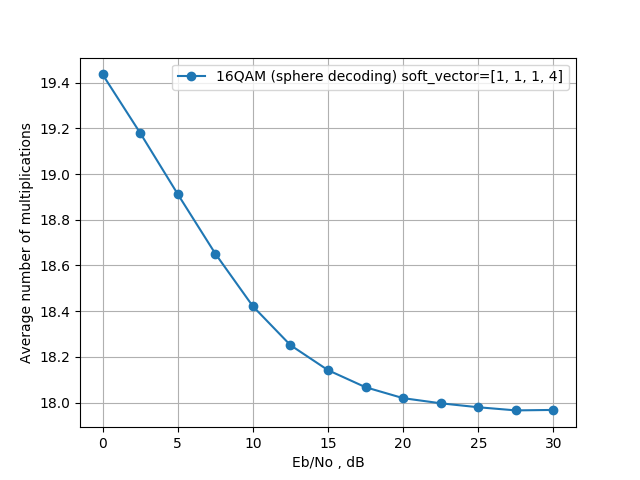 16QAM (sphere decoding) soft_vector=[1, 1, 1, 4]
Average number of multiplications
19.4
19.2
19.0
18.8
18.6
18.4
18.2
18.0
0 5 10 15 20 25 30
Eb/No , dB